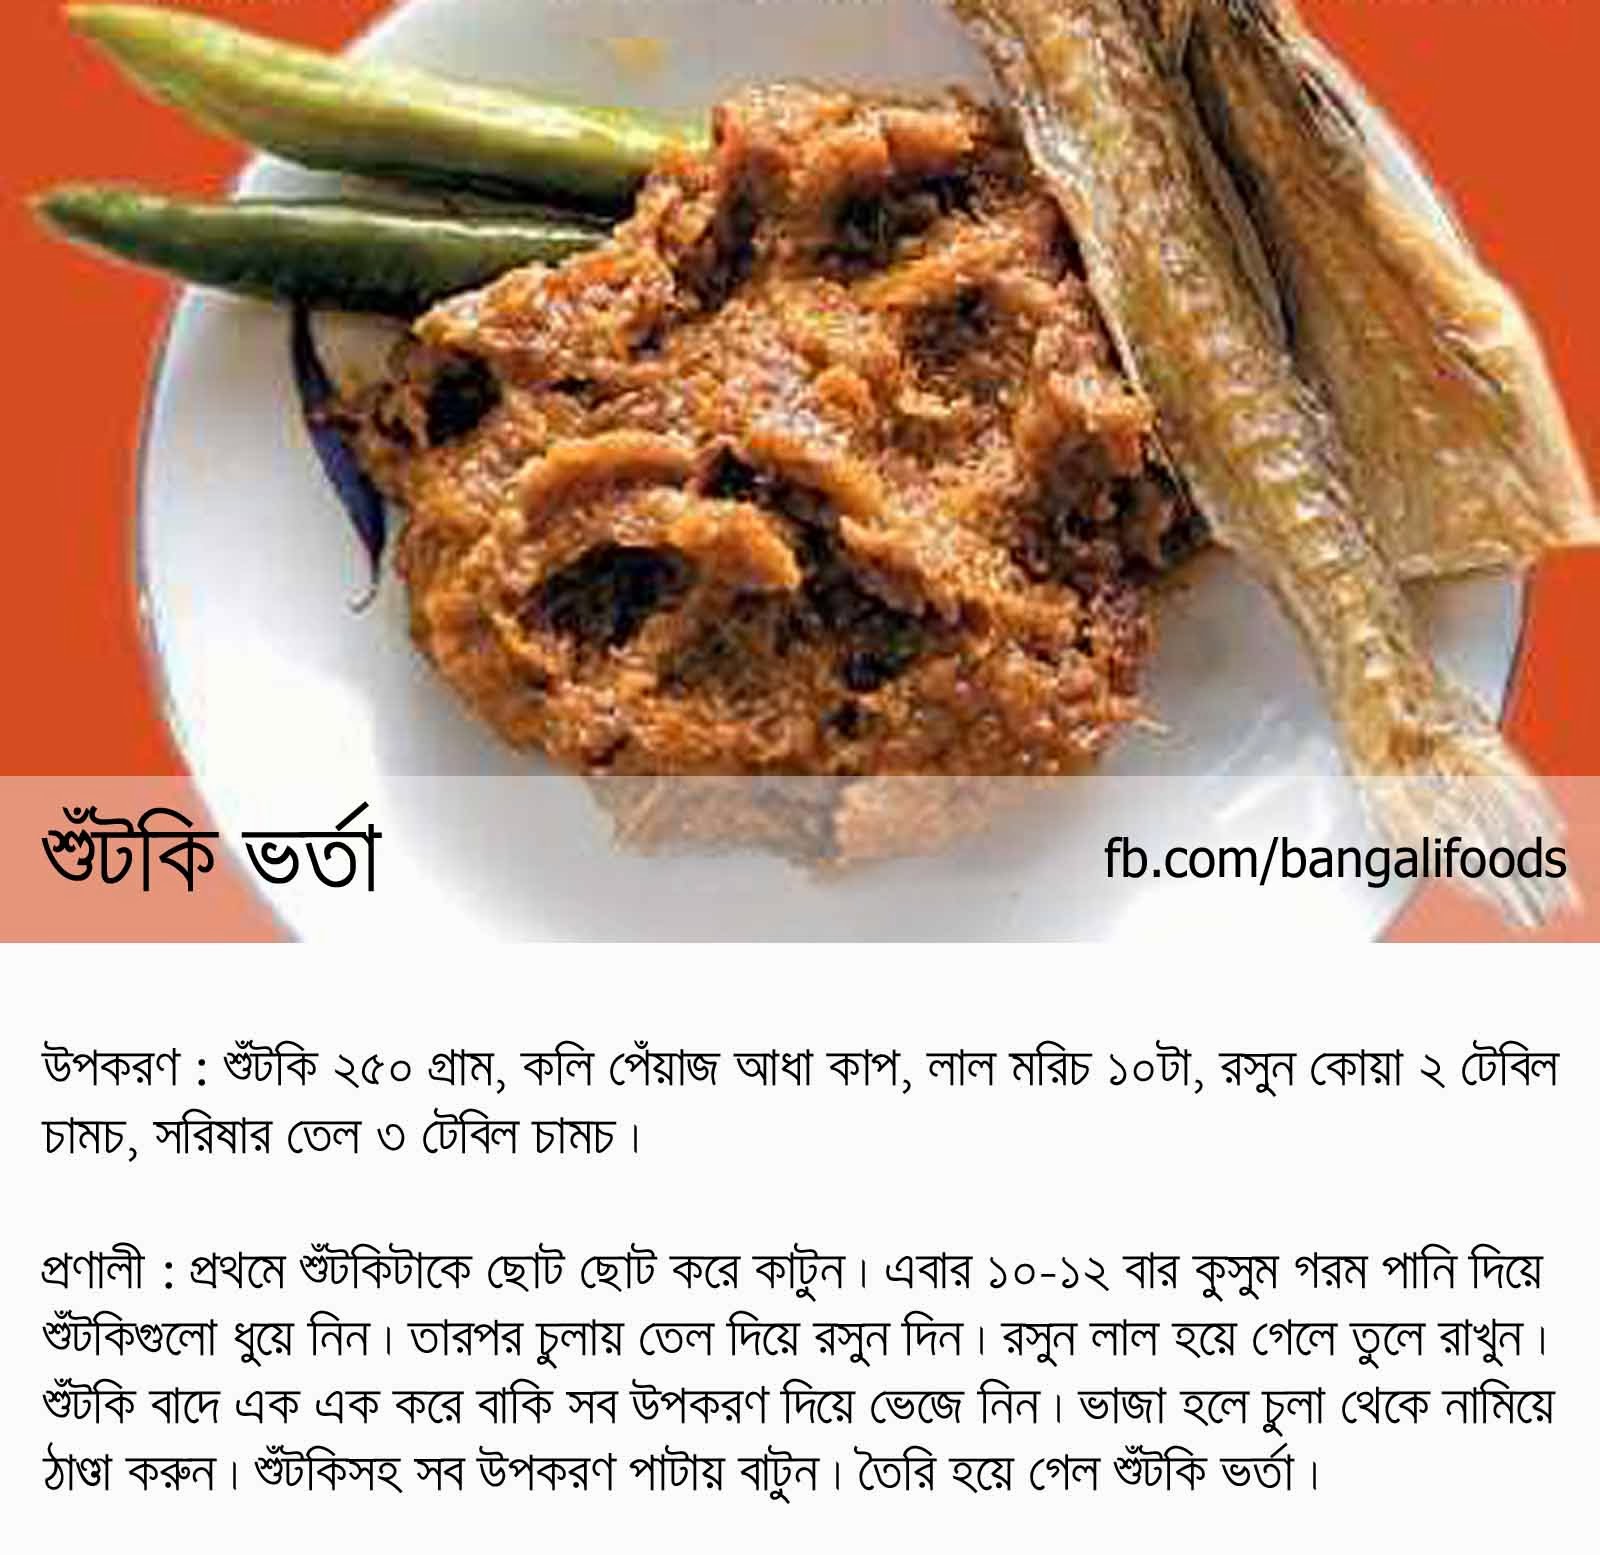 শুঁটকি ভর্তা
fb.com/bangalifoods
উপকরণ : শুঁটকি ২৫০ গ্রাম, কলি পেঁয়াজ আধা কাপ, লাল মরিচ ১০টা, রসুন কোয়া ২ টেবিল
চামচ, সরিষার তেল ৩ টেবিল চামচ।
প্রণালী : প্রথমে শুঁটকিটাকে ছোট ছোট করে কাটুন। এবার ১০-১২ বার কুসুম গরম পানি দিয়ে
শুঁটকিগুলো ধুয়ে নিন। তারপর চুলায় তেল দিয়ে রসুন দিন। রসুন লাল হয়ে গেলে তুলে রাখুন।
শুঁটকি বাদে এক এক করে বাকি সব উপকরণ দিয়ে ভেজে নিন। ভাজা হলে চুলা থেকে নামিয়ে
ঠাণ্ডা করুন। শুঁটকিসহ সব উপকরণ পাটায় বাটুন। তৈরি হয়ে গেল শুঁটকি ভর্তা।